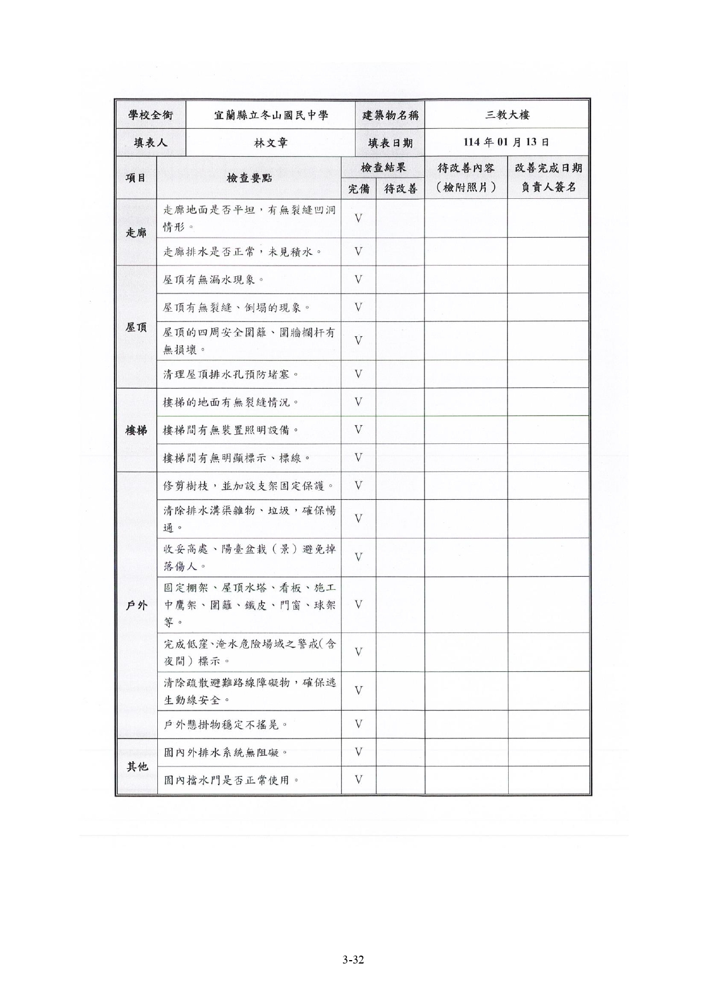 學校全銜 宜蘭縣立冬山國民中學 建築物名稱 三教大樓
填表人 林文章 填表日期 114 年 01 月 13 日
項目 檢查要點 檢查結果 待改善內容 改善完成日期
完備 待改善 （檢附照片） 負責人簽名
走廊 走廊地面是否平坦，有無裂縫凹洞 V
情形。
走廊排水是否正常，未見積水。 V
屋頂 屋頂有無漏水現象。 V
屋頂有無裂縫、倒塌的現象。 V
屋頂的四周安全圍籬、圍牆欄杆有 V
無損壞。
清理屋頂排水孔預防堵塞。 V
樓梯 樓梯的地面有無裂縫情況。 V
樓梯間有無裝置照明設備。 V
樓梯間有無明顯標示、標線。 V
戶外 修剪樹枝，並加設支架固定保護。 V
清除排水溝渠雜物、垃圾，確保暢 V
通。
收妥高處、陽臺盆栽（景）避免掉 V
落傷人。
固定棚架、屋頂水塔、看板、施工
中鷹架、圍籬、鐵皮、門窗、球架 V
等。
完成低窪、淹水危險場域之警戒（含 V
夜間）標示。
清除疏散避難路線障礙物，確保逃 V
生動線安全。
戶外懸掛物穩定不搖晃。 V
其他 園內外排水系統無阻礙。 V
園內擋水門是否正常使用。 V
3-32